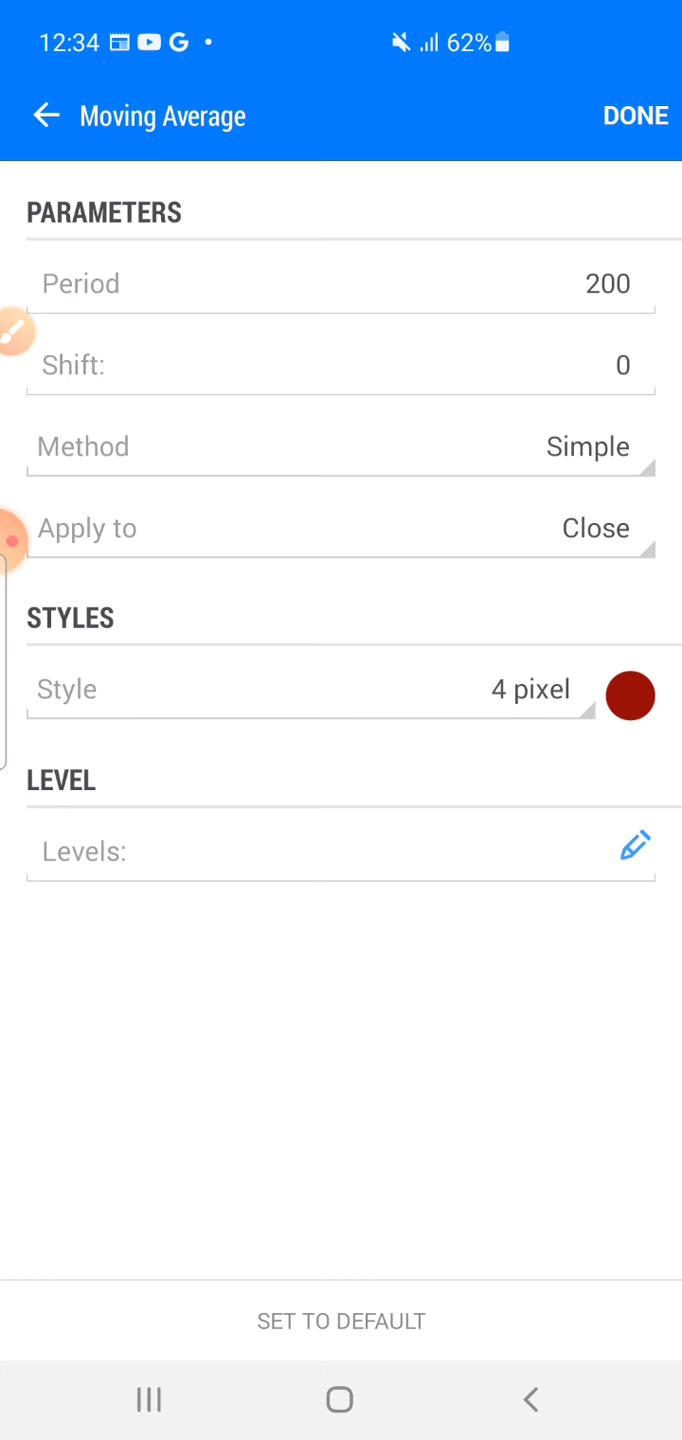 12:34 G • 62%
Moving Average DONE
PARAMETERS
Period 200
Shift: 0
Method Simple
Apply to Close
STYLES
Style 4 pixel
LEVEL
Levels:
SET TO DEFAULT